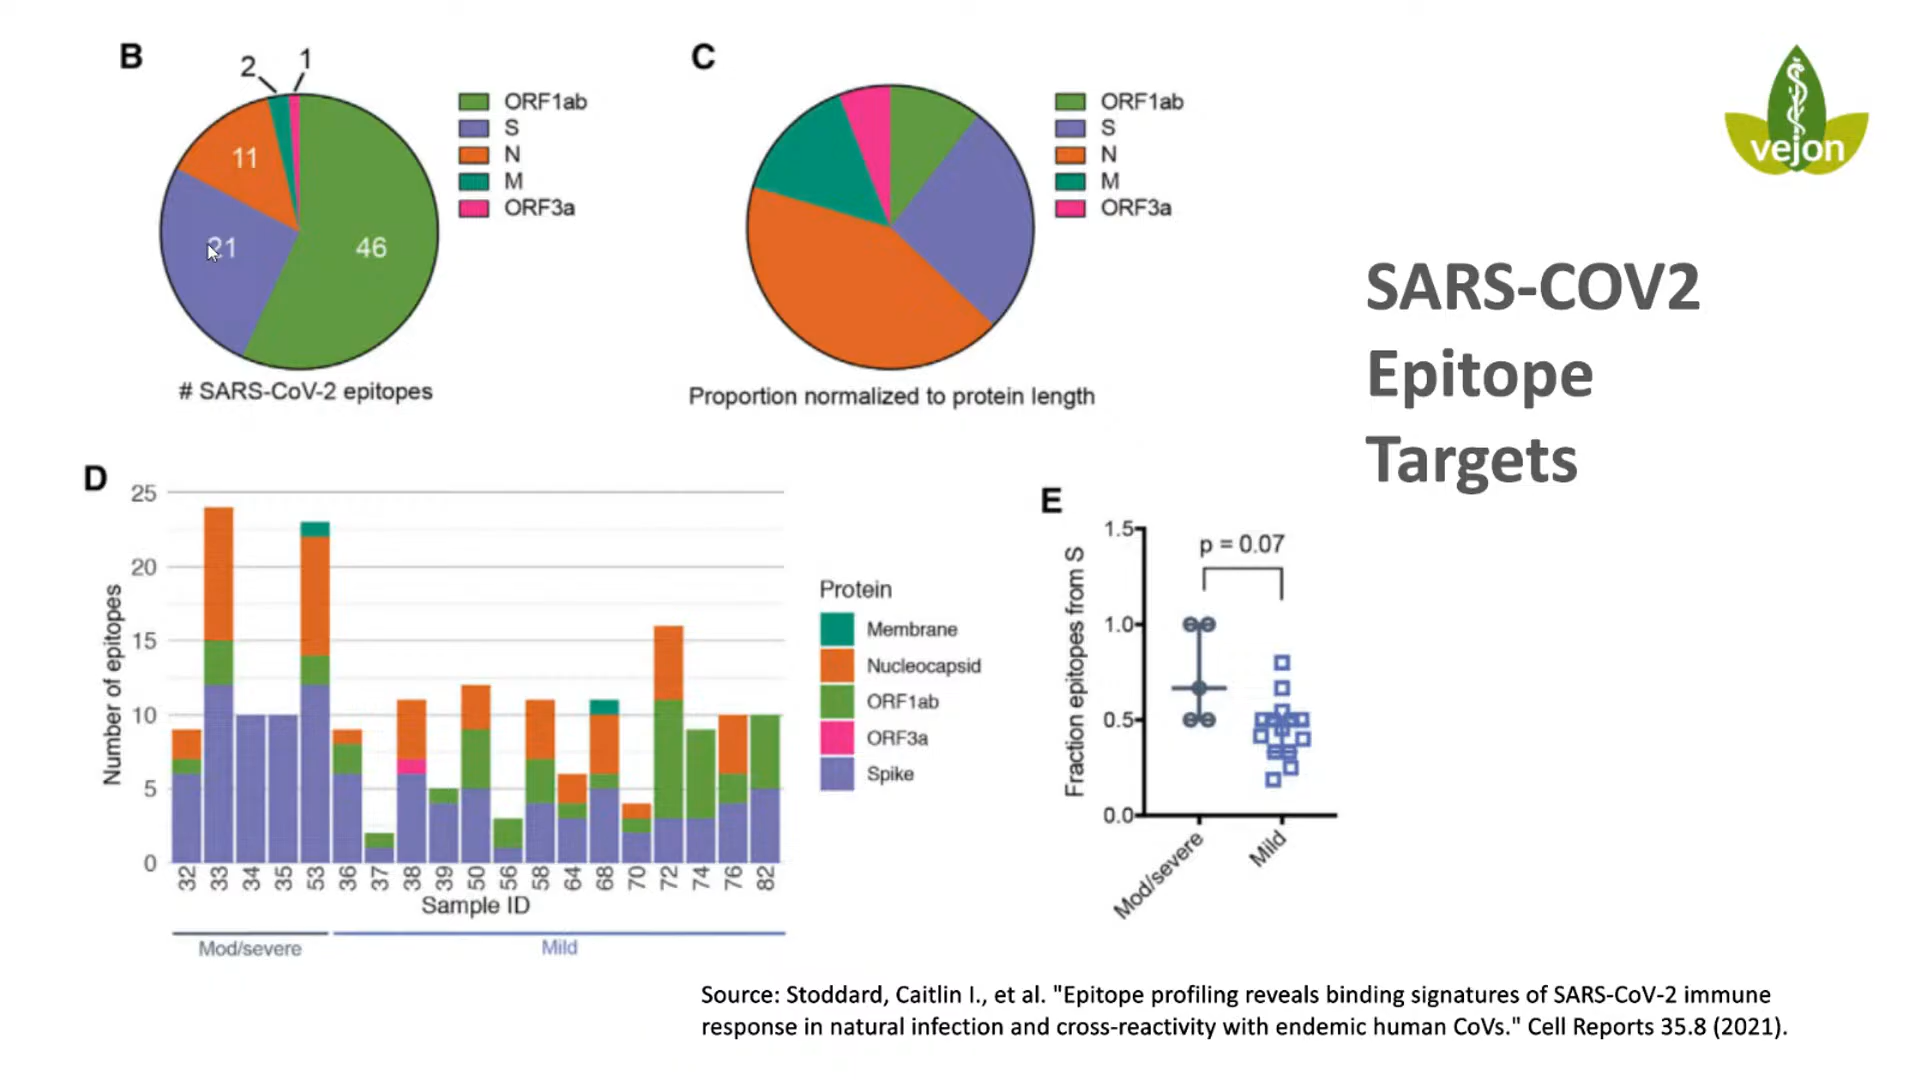 B
2
1
11
21
46
ORF1ab
S
N
M
ORF3a
# SARS-CoV-2 epitopes
C
ORF1ab
S
N
M
ORF3a
Proportion normalized to protein length
vejon
SARS-COV2
Epitope
Targets
D
Number of epitopes
25
20
15
10
5
0
32 33 34 35 53 36 37 38 39 50 56 58 64 68 70 72 74 76 82
Sample ID
Mod/severe
Mild
Protein
Membrane
Nucleocapsid
ORF1ab
ORF3a
Spike
E
Fraction epitopes from S
1.5
1.0
0.5
0.0
p = 0.07
Mod/severe
Mild
Source: Stoddard, Caitlin I., et al. "Epitope profiling reveals binding signatures of SARS-CoV-2 immune
response in natural infection and cross-reactivity with endemic human CoVs." Cell Reports 35.8 (2021).